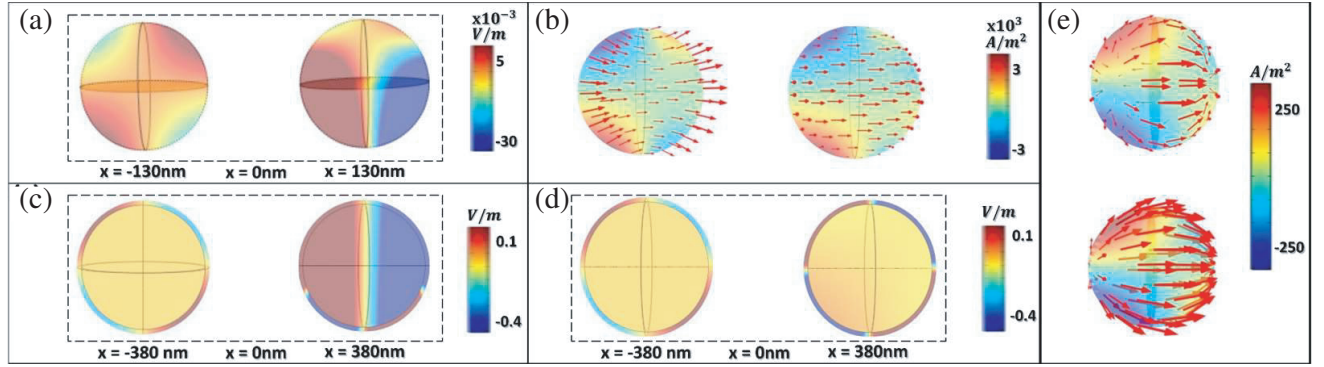 (a)
x10⁻³
V/m
5
-30
x = -130nm x = 0nm x = 130nm
(b)
x10³
A/m²
3
-3
(c)
V/m
0.1
-0.4
x = -380 nm x = 0nm x = 380nm
(d)
V/m
0.1
-0.4
x = -380 nm x = 0nm x = 380nm
(e)
A/m²
250
-250